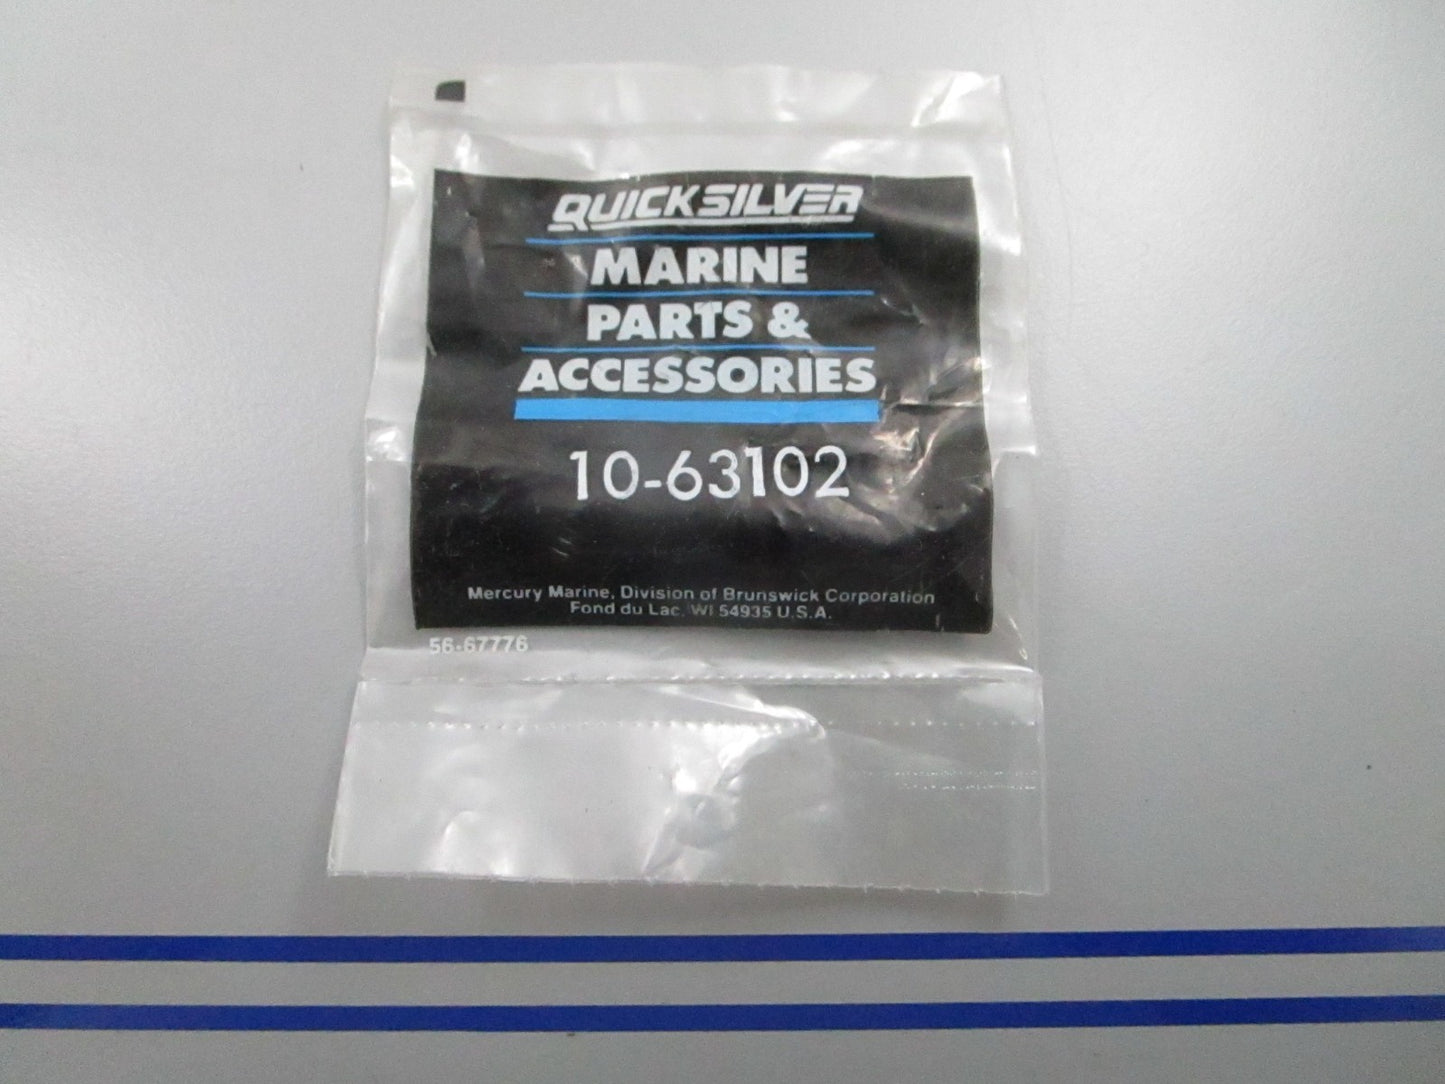 QUICKSILVER
MARINE
PARTS &
ACCESSORIES
10-63102
Mercury Marine, Division of Brunswick Corporation
Fond du Lac, WI 54935 U.S.A.
56-67776